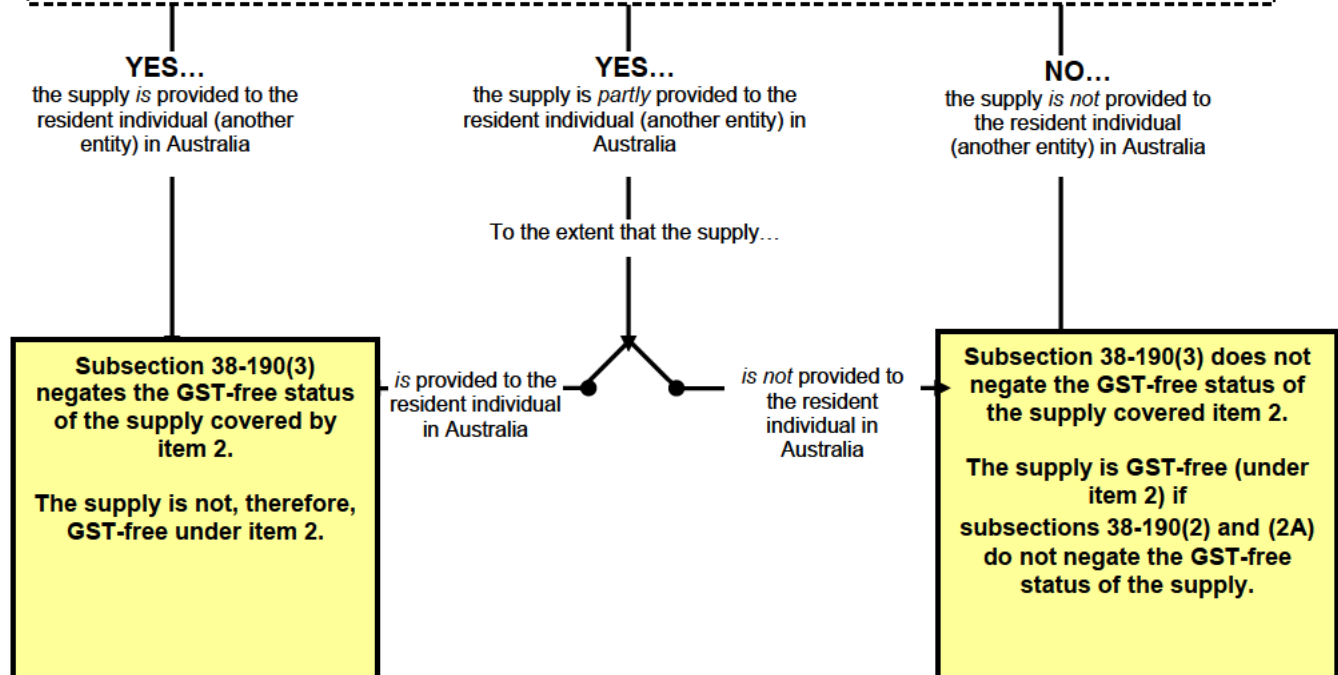 YES...
the supply is provided to the
resident individual (another
entity) in Australia
YES...
the supply is partly provided to the
resident individual (another entity) in
Australia
NO...
the supply is not provided to
the resident individual
(another entity) in Australia
To the extent that the supply...
Subsection 38-190(3)
negates the GST-free status
of the supply covered by
item 2.
The supply is not, therefore,
GST-free under item 2.
is provided to the
resident individual
in Australia
is not provided to
the resident
individual in
Australia
Subsection 38-190(3) does not
negate the GST-free status of
the supply covered item 2.
The supply is GST-free (under
item 2) if
subsections 38-190(2) and (2A)
do not negate the GST-free
status of the supply.